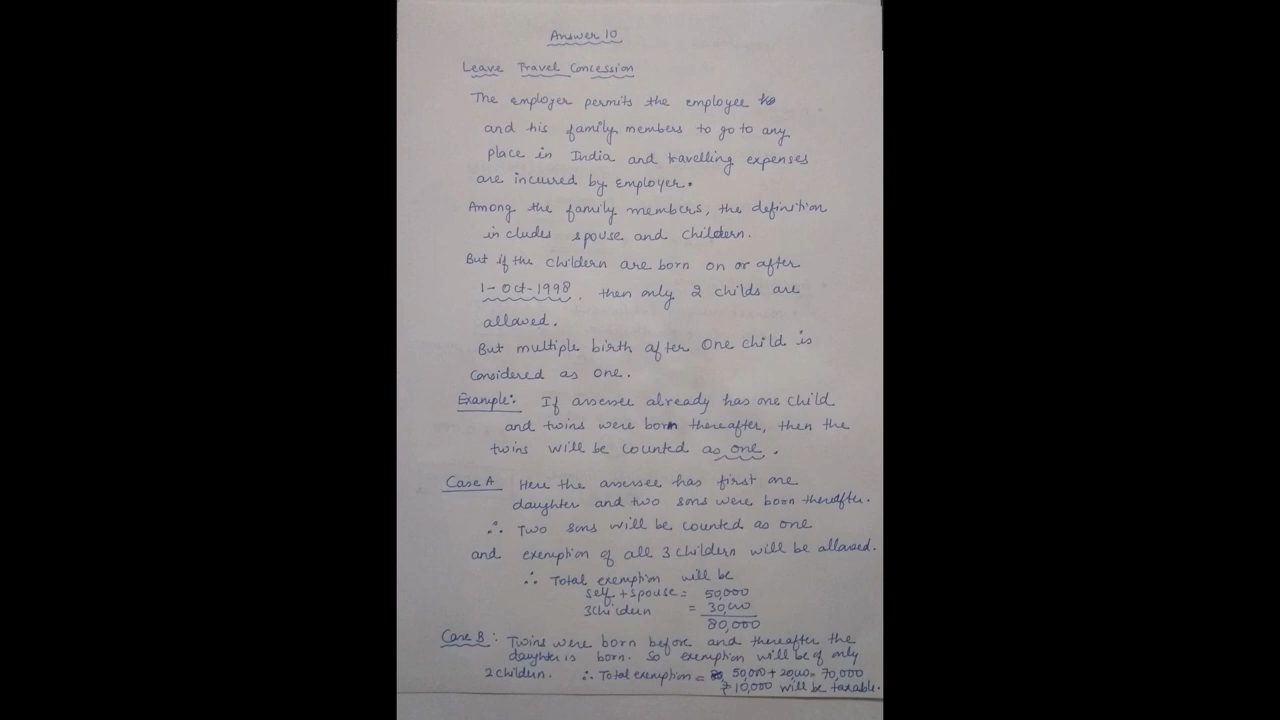 Answer 10
Leave Travel Concession
The employer permits the employee
and his family members to go to any
place in India and travelling expenses
are incured by employer.
Among the family members, the definition
includes spouse and childern.
But if the childern are born on or after
1-Oct-1998. then only 2 childs are
allowed.
But multiple birth after One child is
Considered as one.
Example: If assessee already has one child
and twins were born thereafter, then the
twins will be counted as one.
Case A Here the assessee has first one
daughter and two sons were born thereafter.
∴ Two sons will be counted as one
and exemption of all 3 childern will be allowed.
∴ Total exemption will be
self + spouse = 50,000
3 childern = 30,000
80,000
Case B: Twins were born before and thereafter the
daughter is born. So exemption will be of only
2 childern. ∴ Total exemption = 50,000 + 20,000 = 70,000
₹ 10,000 will be taxable.